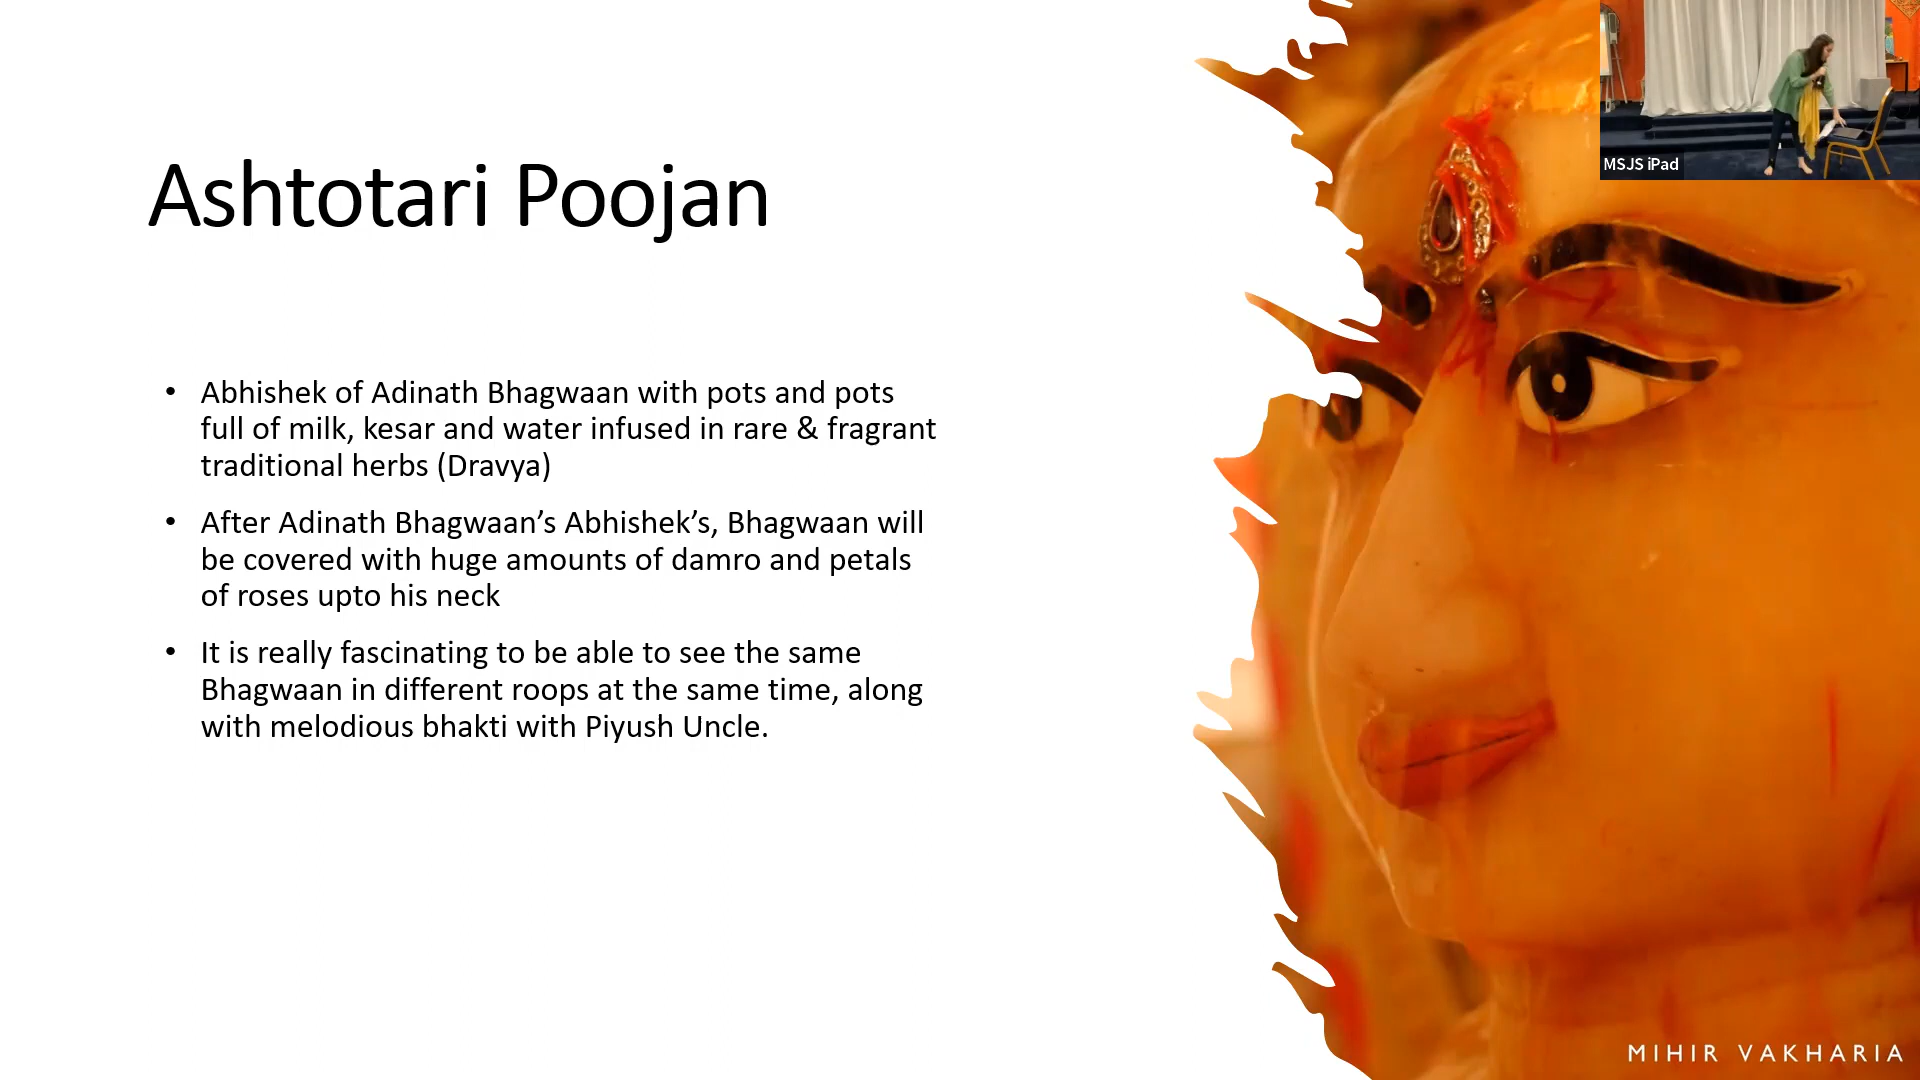 Ashtotari Poojan
• Abhishek of Adinath Bhagwaan with pots and pots
full of milk, kesar and water infused in rare & fragrant
traditional herbs (Dravya)
• After Adinath Bhagwaan’s Abhishek’s, Bhagwaan will
be covered with huge amounts of damro and petals
of roses upto his neck
• It is really fascinating to be able to see the same
Bhagwaan in different roops at the same time, along
with melodious bhakti with Piyush Uncle.
MSJS iPad
MIHIR VAKHARIA